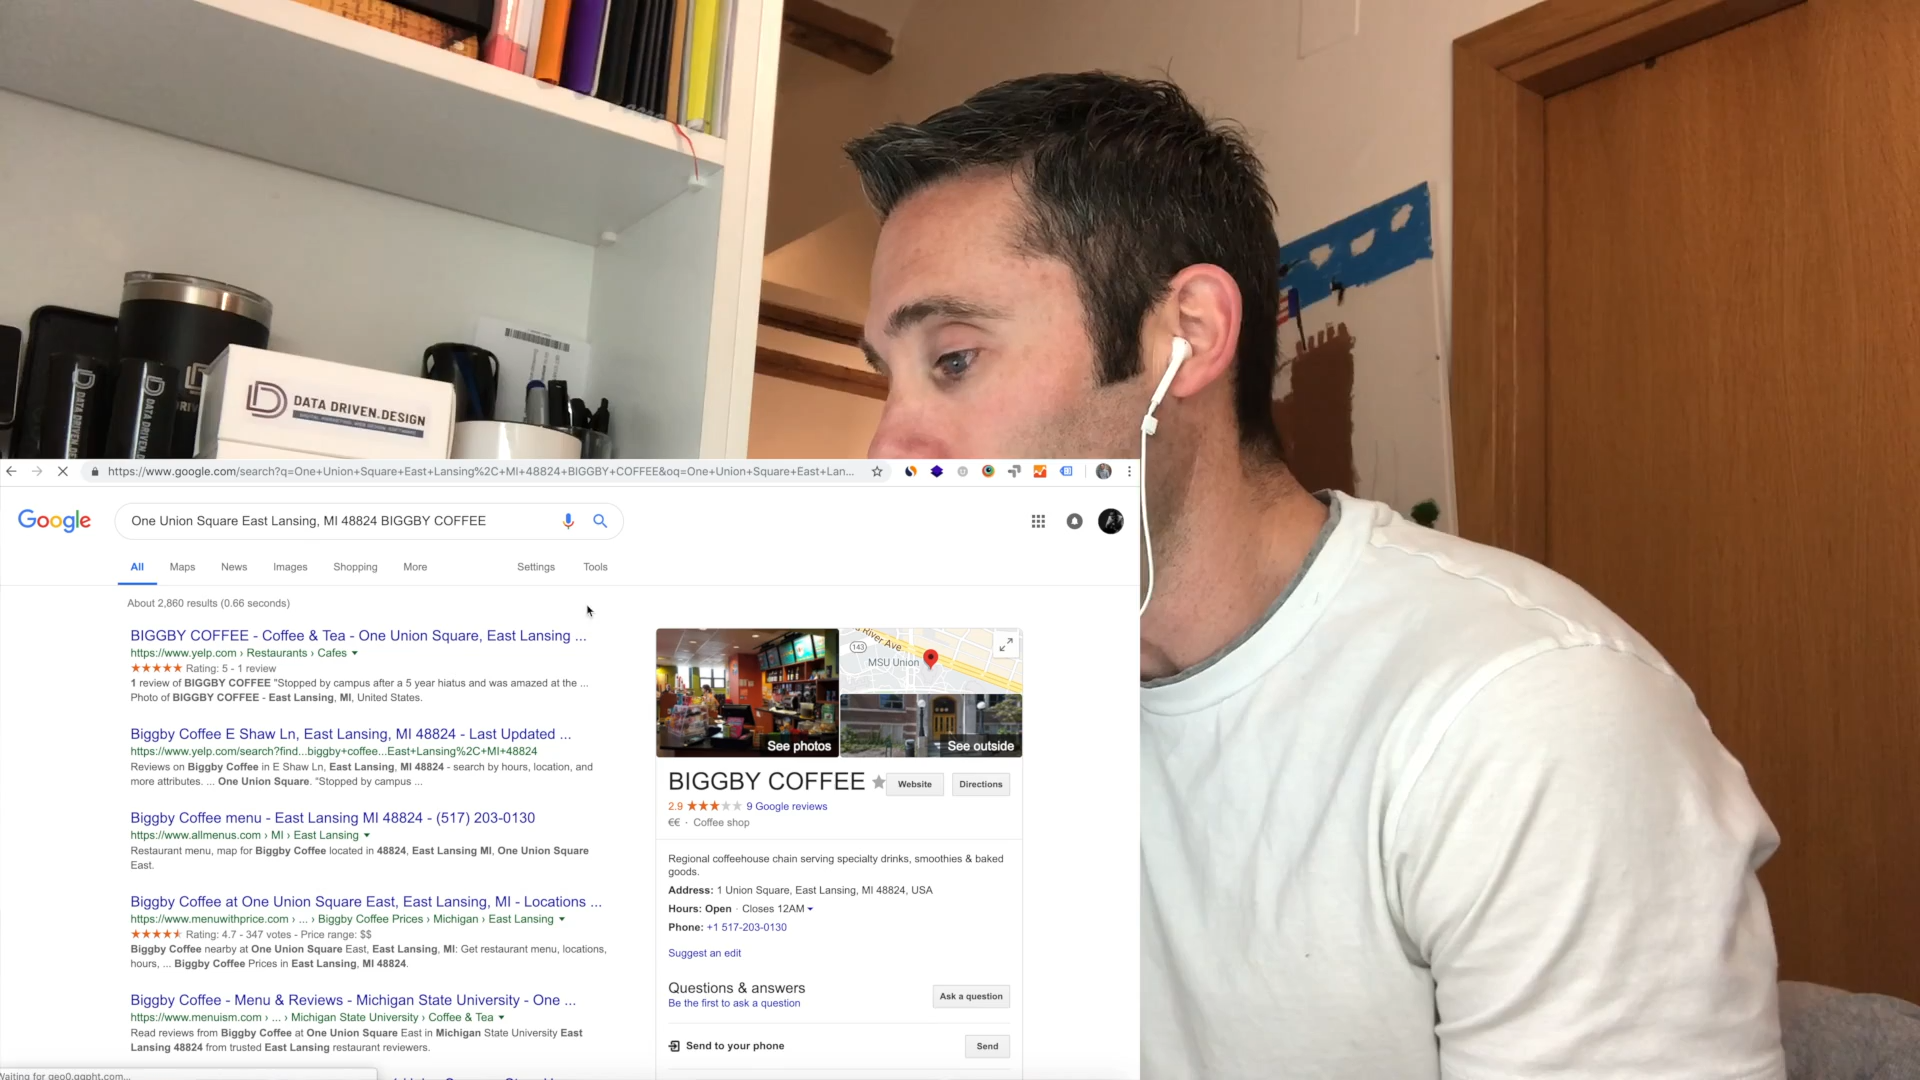 DATA DRIVEN.DESIGN
DIGITAL MARKETING, WEB DESIGN, SOFTWARE
DATA DRIVEN
DATA DRIVEN
https://www.google.com/search?q=One+Union+Square+East+Lansing%2C+MI+48824+BIGGBY+COFFEE&oq=One+Union+Square+East+Lan...
Google
One Union Square East Lansing, MI 48824 BIGGBY COFFEE
All Maps News Images Shopping More Settings Tools
About 2,860 results (0.66 seconds)
BIGGBY COFFEE - Coffee & Tea - One Union Square, East Lansing ...
https://www.yelp.com › Restaurants › Cafes
Rating: 5 - 1 review
1 review of BIGGBY COFFEE "Stopped by campus after a 5 year hiatus and was amazed at the ...
Photo of BIGGBY COFFEE - East Lansing, MI, United States.
Biggby Coffee E Shaw Ln, East Lansing, MI 48824 - Last Updated ...
https://www.yelp.com/search?find...biggby+coffee...East+Lansing%2C+MI+48824
Reviews on Biggby Coffee in E Shaw Ln, East Lansing, MI 48824 - search by hours, location, and
more attributes. ... One Union Square. "Stopped by campus ...
Biggby Coffee menu - East Lansing MI 48824 - (517) 203-0130
https://www.allmenus.com › MI › East Lansing
Restaurant menu, map for Biggby Coffee located in 48824, East Lansing MI, One Union Square
East.
Biggby Coffee at One Union Square East, East Lansing, MI - Locations ...
https://www.menuwithprice.com › ... › Biggby Coffee Prices › Michigan › East Lansing
Rating: 4.7 - 347 votes - Price range: $$
Biggby Coffee nearby at One Union Square East, East Lansing, MI: Get restaurant menu, locations,
hours, ... Biggby Coffee Prices in East Lansing, MI 48824.
Biggby Coffee - Menu & Reviews - Michigan State University - One ...
https://www.menuism.com › ... › Michigan State University › Coffee & Tea
Read reviews from Biggby Coffee at One Union Square East in Michigan State University East
Lansing 48824 from trusted East Lansing restaurant reviewers.
Waiting for geo0.ggpht.com...
River Ave
143
MSU Union
See photos
See outside
BIGGBY COFFEE
Website
Directions
2.9 9 Google reviews
€€ · Coffee shop
Regional coffeehouse chain serving specialty drinks, smoothies & baked
goods.
Address: 1 Union Square, East Lansing, MI 48824, USA
Hours: Open · Closes 12AM
Phone: +1 517-203-0130
Suggest an edit
Questions & answers
Be the first to ask a question
Ask a question
Send to your phone
Send